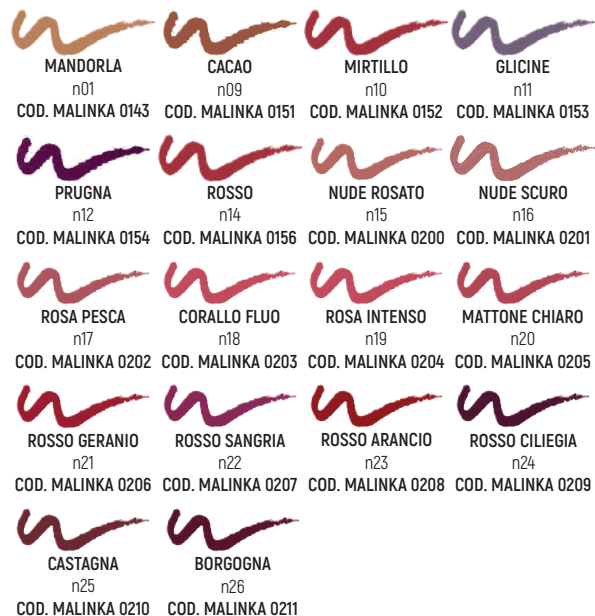 MANDORLA
n01
COD. MALINKA 0143
CACAO
n09
COD. MALINKA 0151
MIRTILLO
n10
COD. MALINKA 0152
GLICINE
n11
COD. MALINKA 0153
PRUGNA
n12
COD. MALINKA 0154
ROSSO
n14
COD. MALINKA 0156
NUDE ROSATO
n15
COD. MALINKA 0200
NUDE SCURO
n16
COD. MALINKA 0201
ROSA PESCA
n17
COD. MALINKA 0202
CORALLO FLUO
n18
COD. MALINKA 0203
ROSA INTENSO
n19
COD. MALINKA 0204
MATTONE CHIARO
n20
COD. MALINKA 0205
ROSSO GERANIO
n21
COD. MALINKA 0206
ROSSO SANGRIA
n22
COD. MALINKA 0207
ROSSO ARANCIO
n23
COD. MALINKA 0208
ROSSO CILIEGIA
n24
COD. MALINKA 0209
CASTAGNA
n25
COD. MALINKA 0210
BORGOGNA
n26
COD. MALINKA 0211